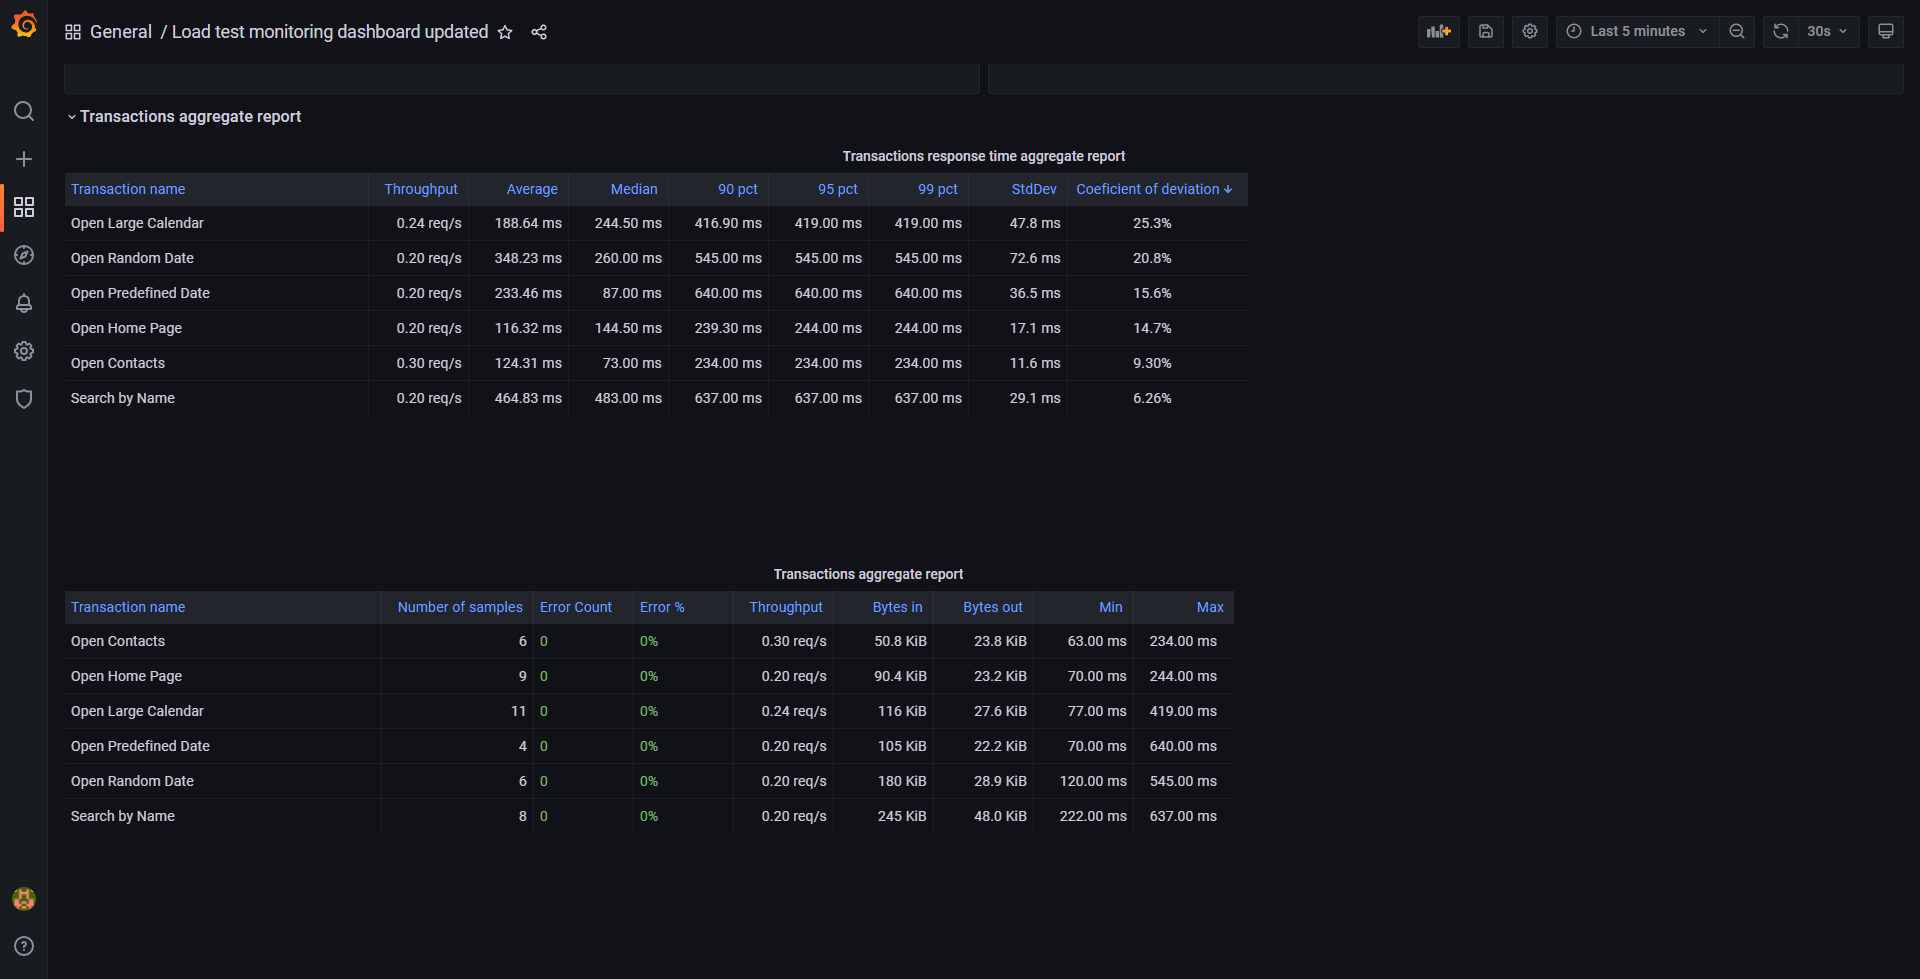 General / Load test monitoring dashboard updated
Last 5 minutes
30s
Transactions aggregate report
Transactions response time aggregate report
Transaction name Throughput Average Median 90 pct 95 pct 99 pct StdDev Coeficient of deviation
Open Large Calendar 0.24 req/s 188.64 ms 244.50 ms 416.90 ms 419.00 ms 419.00 ms 47.8 ms 25.3%
Open Random Date 0.20 req/s 348.23 ms 260.00 ms 545.00 ms 545.00 ms 545.00 ms 72.6 ms 20.8%
Open Predefined Date 0.20 req/s 233.46 ms 87.00 ms 640.00 ms 640.00 ms 640.00 ms 36.5 ms 15.6%
Open Home Page 0.20 req/s 116.32 ms 144.50 ms 239.30 ms 244.00 ms 244.00 ms 17.1 ms 14.7%
Open Contacts 0.30 req/s 124.31 ms 73.00 ms 234.00 ms 234.00 ms 234.00 ms 11.6 ms 9.30%
Search by Name 0.20 req/s 464.83 ms 483.00 ms 637.00 ms 637.00 ms 637.00 ms 29.1 ms 6.26%
Transactions aggregate report
Transaction name Number of samples Error Count Error % Throughput Bytes in Bytes out Min Max
Open Contacts 6 0 0% 0.30 req/s 50.8 KiB 23.8 KiB 63.00 ms 234.00 ms
Open Home Page 9 0 0% 0.20 req/s 90.4 KiB 23.2 KiB 70.00 ms 244.00 ms
Open Large Calendar 11 0 0% 0.24 req/s 116 KiB 27.6 KiB 77.00 ms 419.00 ms
Open Predefined Date 4 0 0% 0.20 req/s 105 KiB 22.2 KiB 70.00 ms 640.00 ms
Open Random Date 6 0 0% 0.20 req/s 180 KiB 28.9 KiB 120.00 ms 545.00 ms
Search by Name 8 0 0% 0.20 req/s 245 KiB 48.0 KiB 222.00 ms 637.00 ms